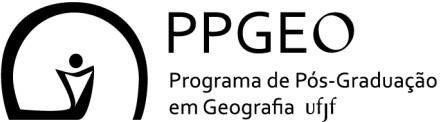 PPGEO
Programa de Pós-Graduação
em Geografia ufjf